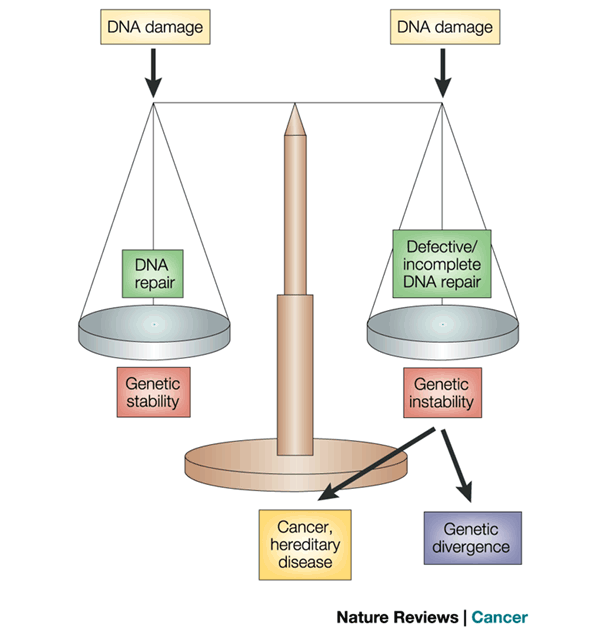 DNA damage
DNA damage
DNA
repair
Defective/
incomplete
DNA repair
Genetic
stability
Genetic
instability
Cancer,
hereditary
disease
Genetic
divergence
Nature Reviews | Cancer